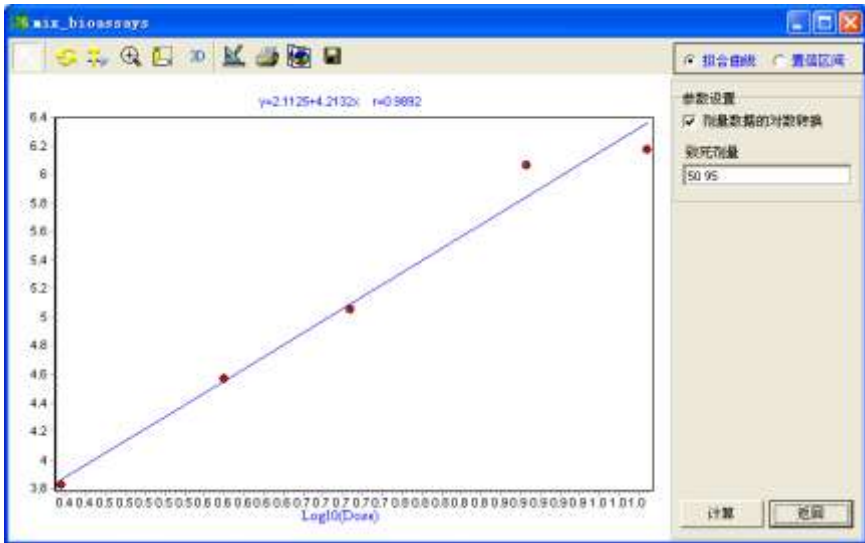 mix_bioassays
3D
拟合曲线 置信区间
y=2.1125+4.2132x r=0.9892
参数设置
剂量数据的对数转换
致死剂量
50 95
6.4
6.2
6
5.8
5.6
5.4
5.2
5
4.8
4.6
4.4
4.2
4
3.8
Log10(Dose)
计算 返回